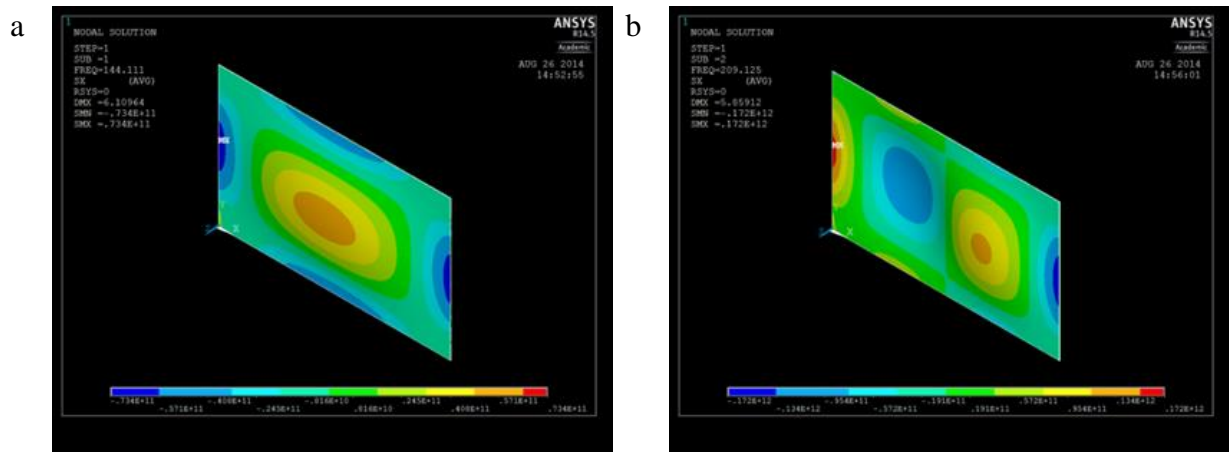 a
1
NODAL SOLUTION
STEP=1
SUB =1
FREQ=144.111
SX (AVG)
RSYS=0
DMX =6.10964
SMN =-.734E+11
SMX =.734E+11
ANSYS
R14.5
Academic
AUG 26 2014
14:52:55
MX
Y
Z X
-.734E+11 -.408E+11 -.816E+10 .245E+11 .571E+11
-.571E+11 -.245E+11 .816E+10 .408E+11 .734E+11
b
1
NODAL SOLUTION
STEP=1
SUB =2
FREQ=209.125
SX (AVG)
RSYS=0
DMX =5.85912
SMN =-.172E+12
SMX =.172E+12
ANSYS
R14.5
Academic
AUG 26 2014
14:56:01
MX
X
-.172E+12 -.954E+11 -.191E+11 .572E+11 .134E+12
-.134E+12 -.572E+11 .191E+11 .954E+11 .172E+12